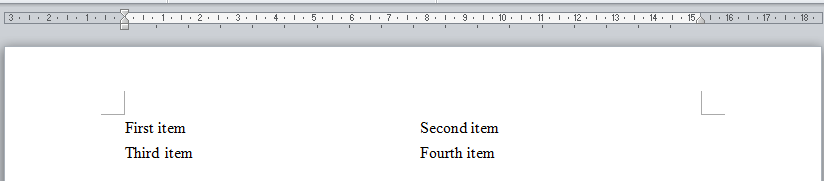 3 2 1 1 2 3 4 5 6 7 8 9 10 11 12 13 14 15 16 17 18
First item Second item
Third item Fourth item